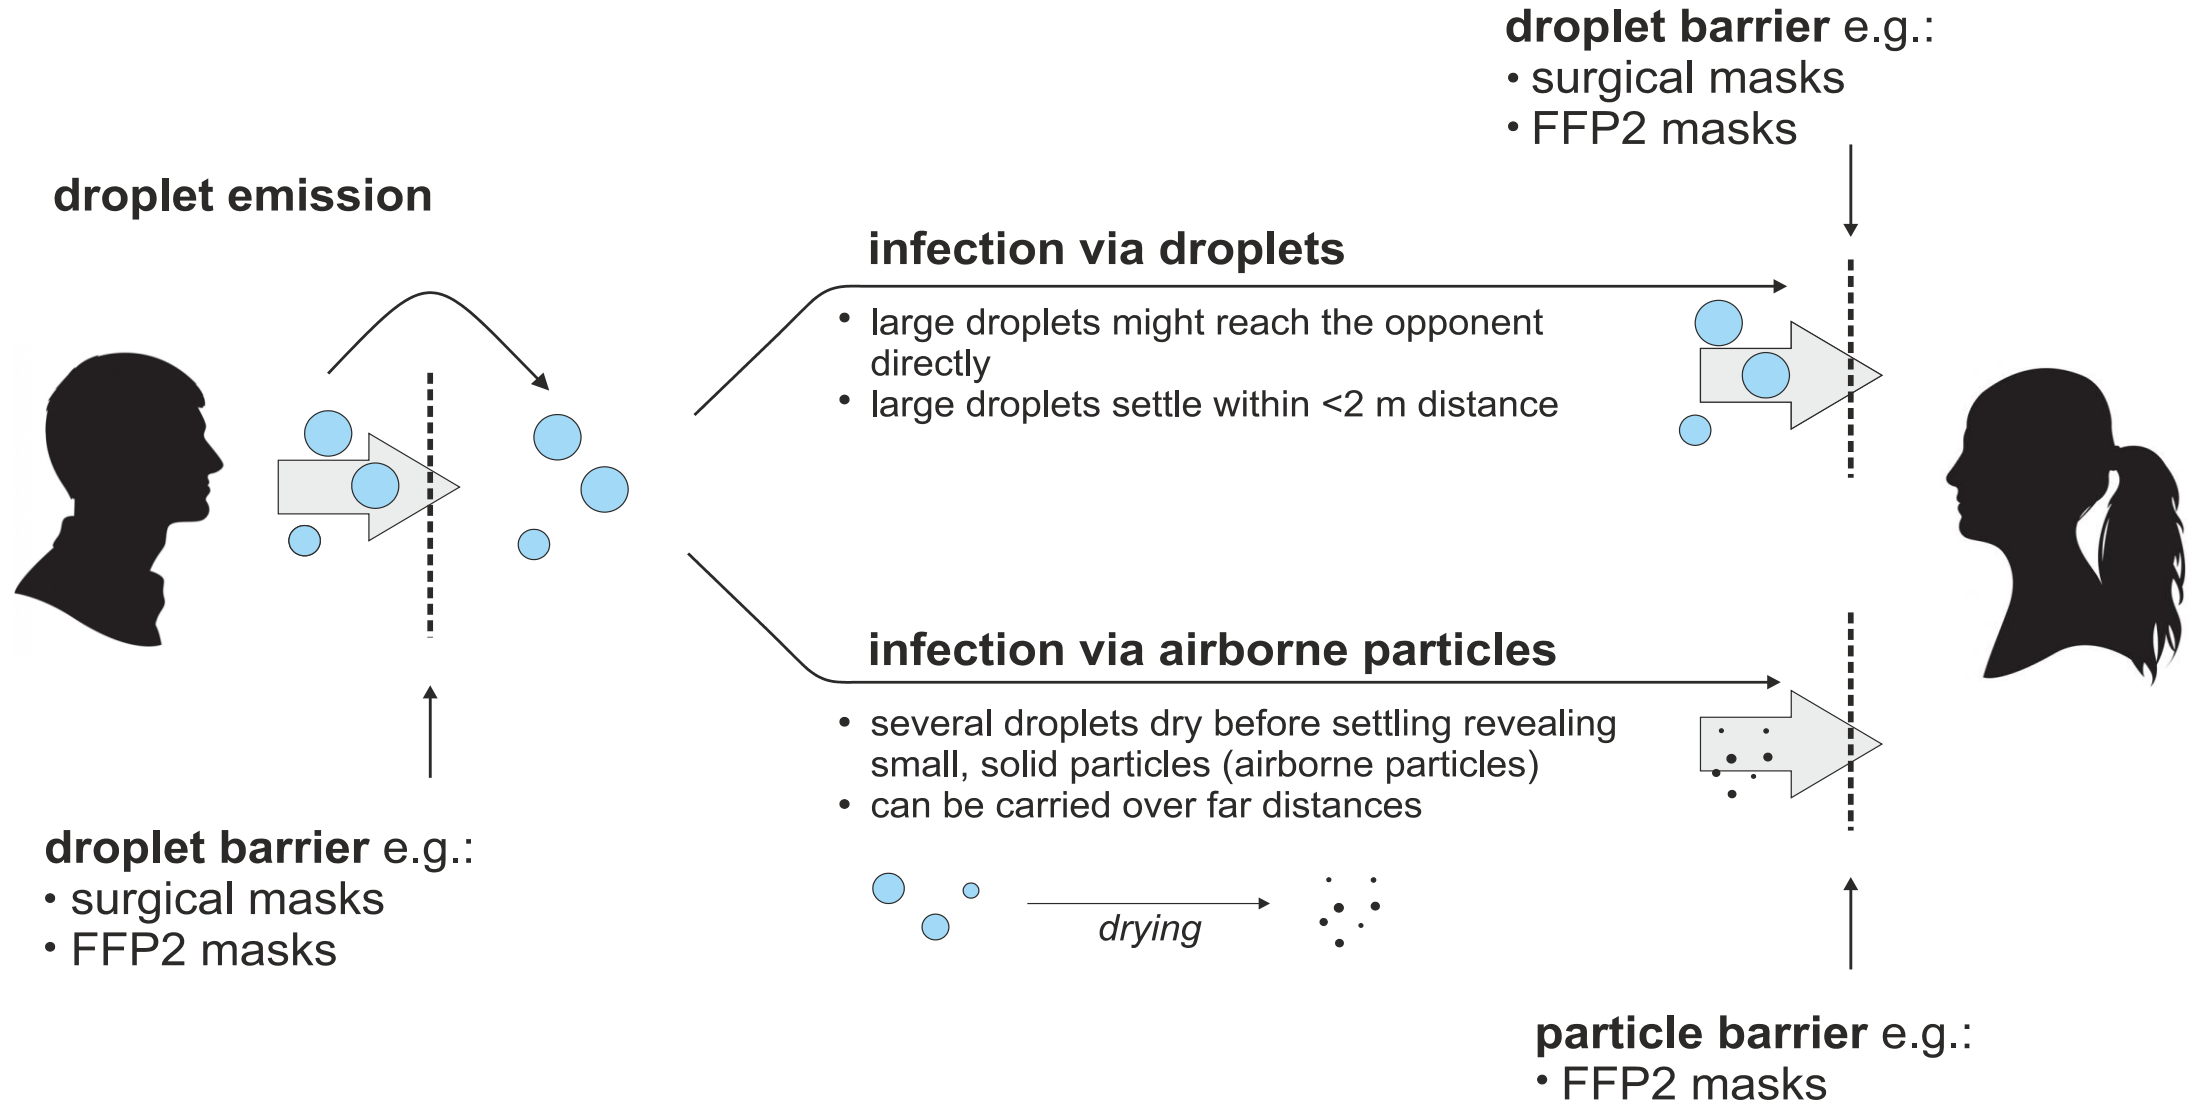 droplet barrier e.g.:
• surgical masks
• FFP2 masks
droplet emission
infection via droplets
• large droplets might reach the opponent
directly
• large droplets settle within <2 m distance
infection via airborne particles
• several droplets dry before settling revealing
small, solid particles (airborne particles)
• can be carried over far distances
drying
droplet barrier e.g.:
• surgical masks
• FFP2 masks
particle barrier e.g.:
• FFP2 masks